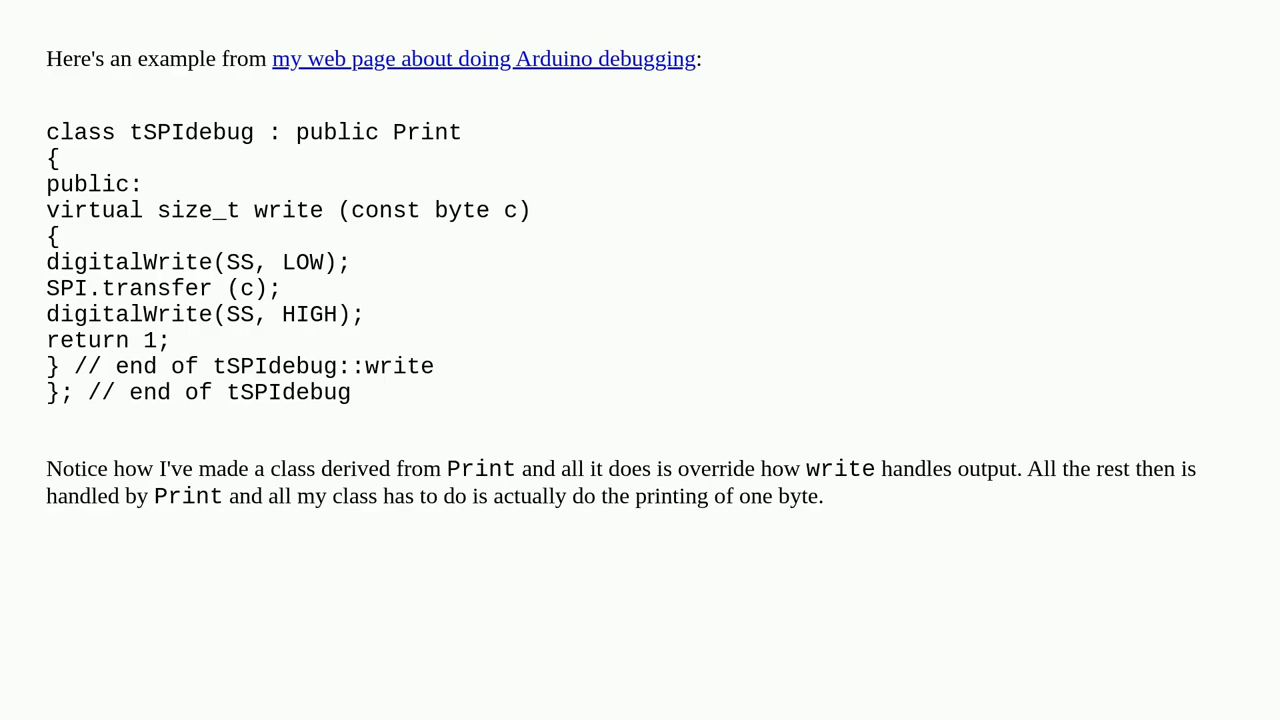 Here's an example from my web page about doing Arduino debugging:
class tSPIdebug : public Print
{
public:
virtual size_t write (const byte c)
{
digitalWrite(SS, LOW);
SPI.transfer (c);
digitalWrite(SS, HIGH);
return 1;
} // end of tSPIdebug::write
}; // end of tSPIdebug
Notice how I've made a class derived from Print and all it does is override how write handles output. All the rest then is
handled by Print and all my class has to do is actually do the printing of one byte.